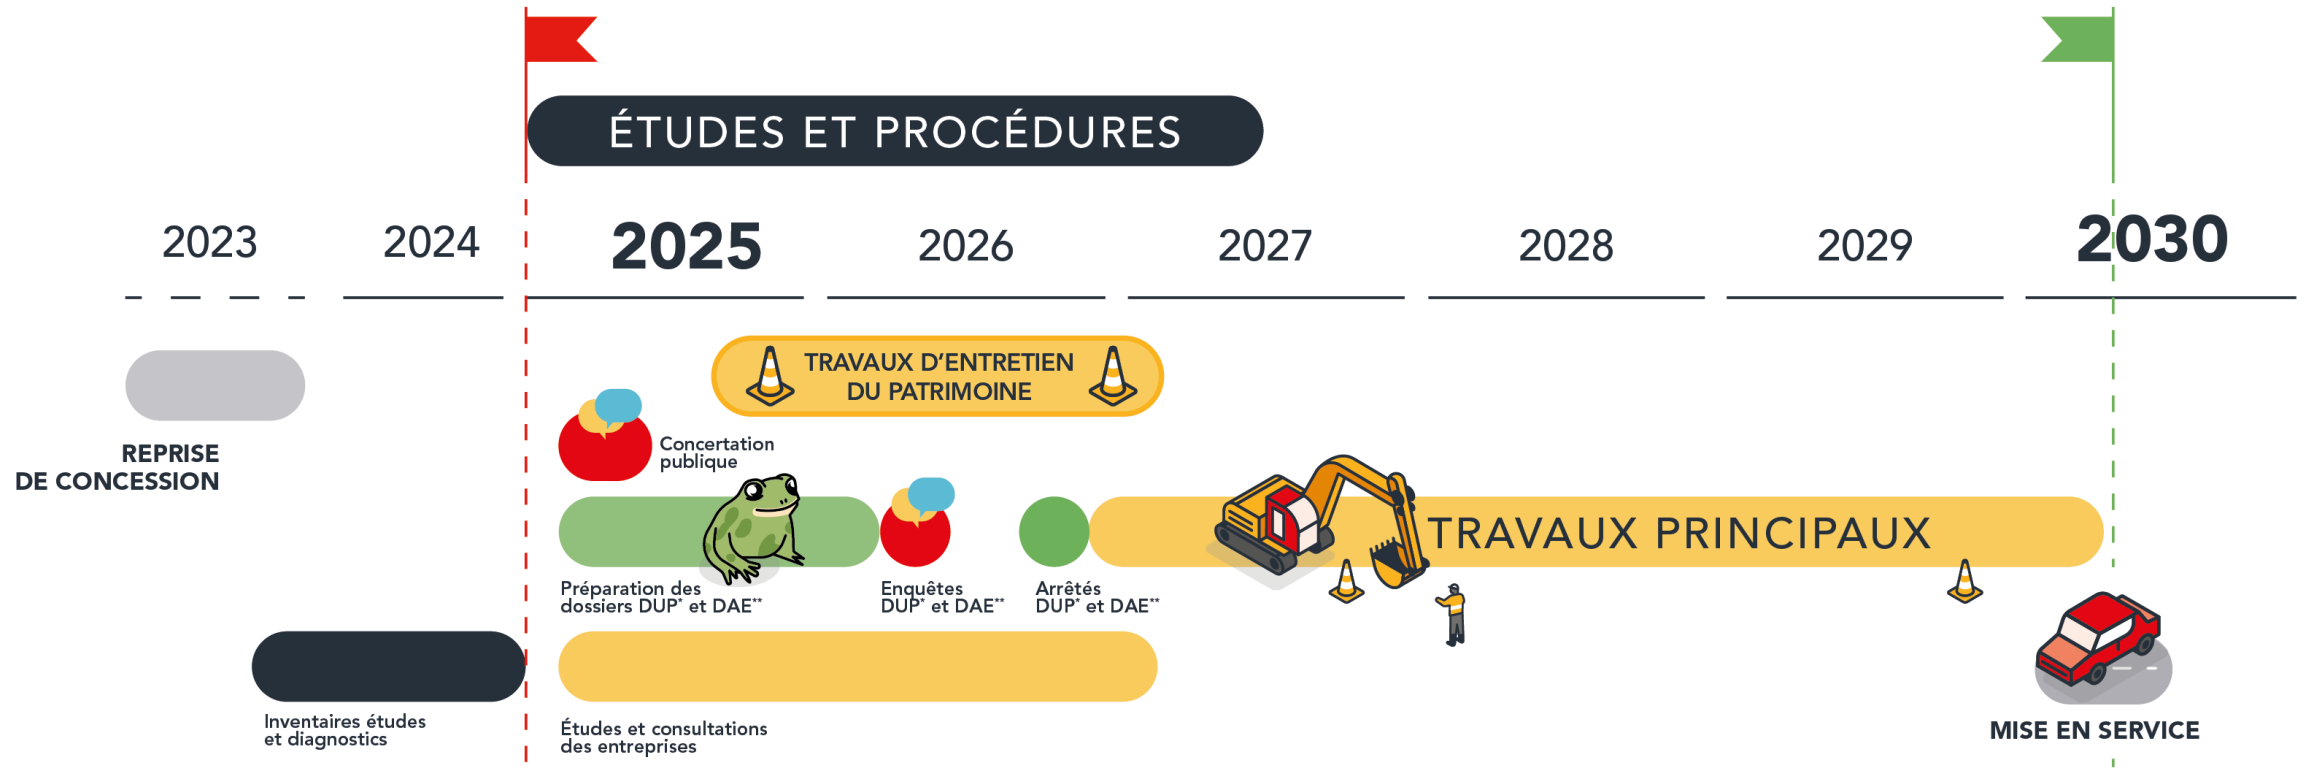 ÉTUDES ET PROCÉDURES
2023
2024
2025
2026
2027
2028
2029
2030
TRAVAUX D'ENTRETIEN
DU PATRIMOINE
REPRISE
DE CONCESSION
Concertation
publique
TRAVAUX PRINCIPAUX
Préparation des
dossiers DUP* et DAE**
Enquêtes
DUP* et DAE**
Arrêtés
DUP* et DAE**
Inventaires études
et diagnostics
Études et consultations
des entreprises
MISE EN SERVICE